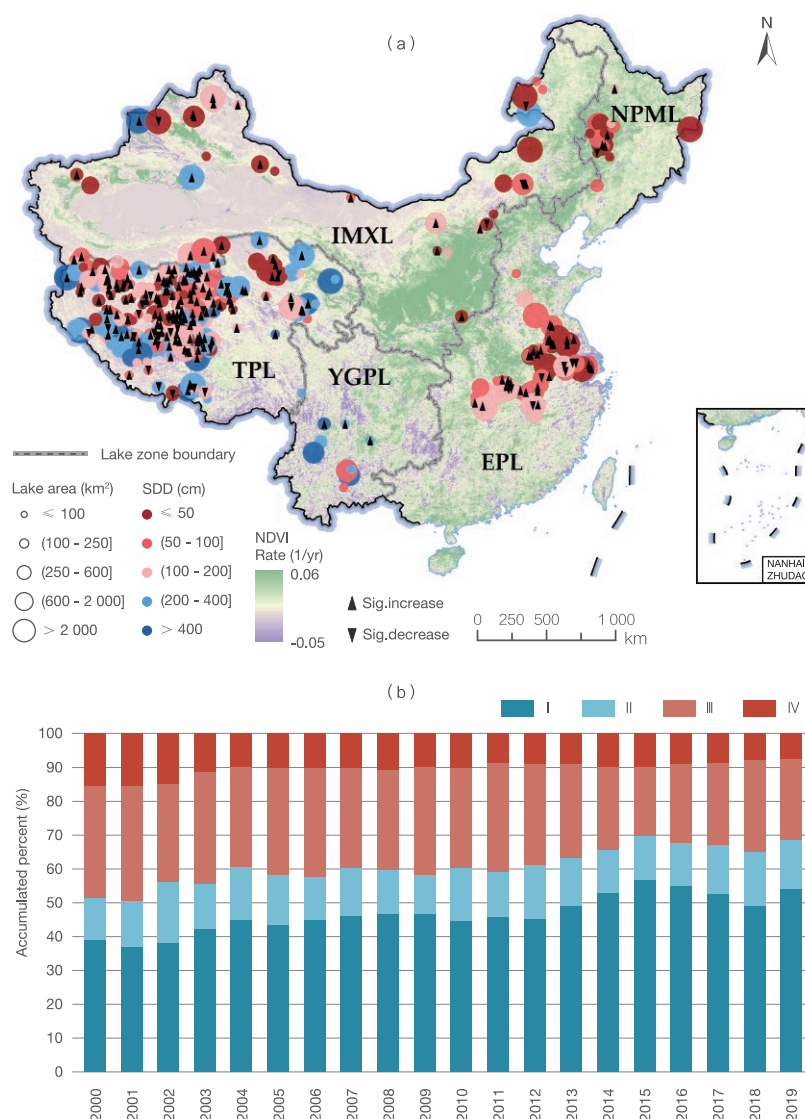 (a)
N
NPML
IMXL
TPL
YGPL
EPL
Lake zone boundary
Lake area (km²)
≤ 100
(100 - 250]
(250 - 600]
(600 - 2 000]
> 2 000
SDD (cm)
≤ 50
(50 - 100]
(100 - 200]
(200 - 400]
> 400
NDVI
Rate (1/yr)
0.06
-0.05
Sig.increase
Sig.decrease
0 250 500 1 000
km
NANHAI
ZHUDAO
(b)
I II III IV
Accumulated percent (%)
100
90
80
70
60
50
40
30
20
10
0
2000 2001 2002 2003 2004 2005 2006 2007 2008 2009 2010 2011 2012 2013 2014 2015 2016 2017 2018 2019